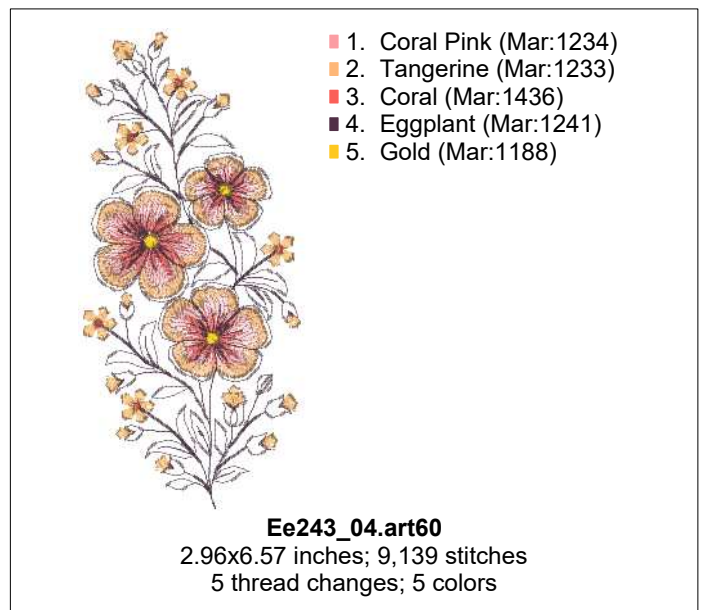 1. Coral Pink (Mar:1234)
2. Tangerine (Mar:1233)
3. Coral (Mar:1436)
4. Eggplant (Mar:1241)
5. Gold (Mar:1188)
Ee243_04.art60
2.96x6.57 inches; 9,139 stitches
5 thread changes; 5 colors